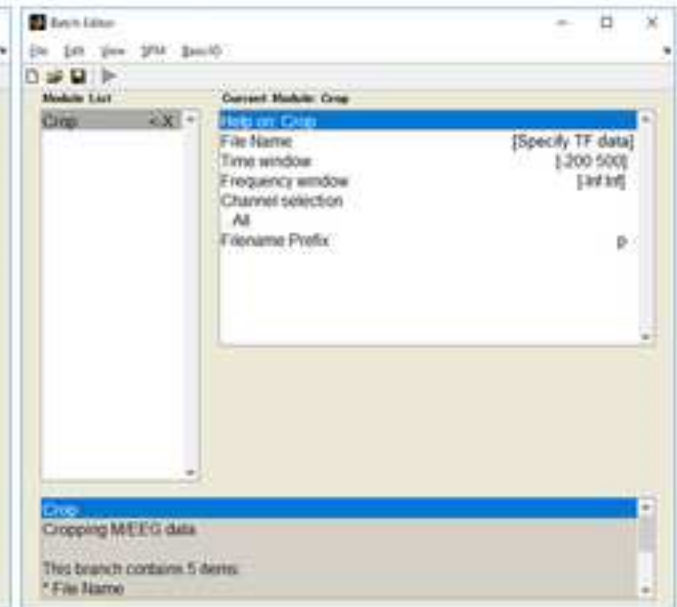 Batch Editor
File Edit View SPM BasicIO
Module List
Current Module: Crop
Crop <-X
Help on: Crop
File Name [Specify TF data]
Time window [-200 500]
Frequency window [-Inf Inf]
Channel selection
All
Filename Prefix p
Crop
Cropping M/EEG data
This branch contains 5 items:
* File Name